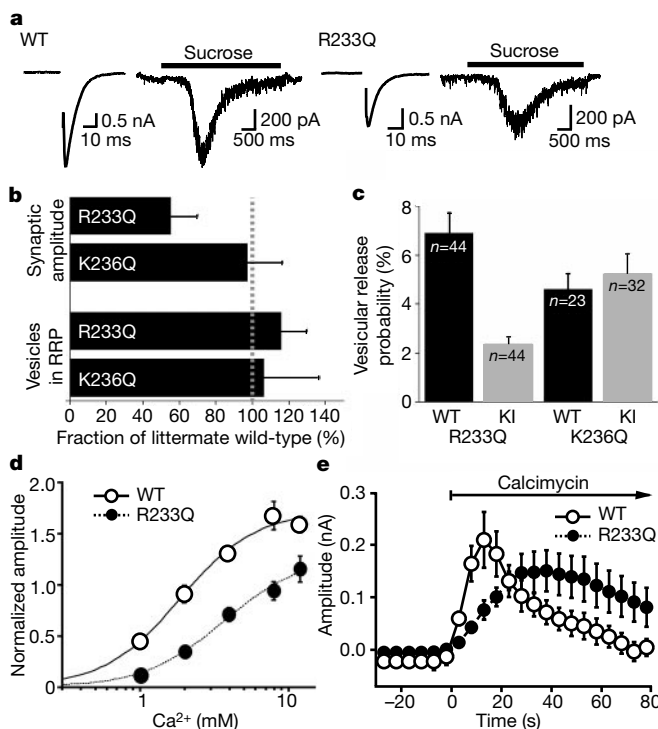 a
WT
R233Q
Sucrose
Sucrose
0.5 nA
10 ms
200 pA
500 ms
0.5 nA
10 ms
200 pA
500 ms
b
Synaptic
amplitude
Vesicles
in RRP
R233Q
K236Q
R233Q
K236Q
0 20 40 60 80 100 120 140
Fraction of littermate wild-type (%)
c
Vesicular release
probability (%)
8
6
4
2
0
n=44
n=44
n=23
n=32
WT KI WT KI
R233Q K236Q
d
Normalized amplitude
2.0
1.5
1.0
0.5
0
WT
R233Q
1 10
Ca²⁺ (mM)
e
Calcimycin
Amplitude (nA)
0.3
0.2
0.1
0.0
WT
R233Q
−20 0 20 40 60 80
Time (s)